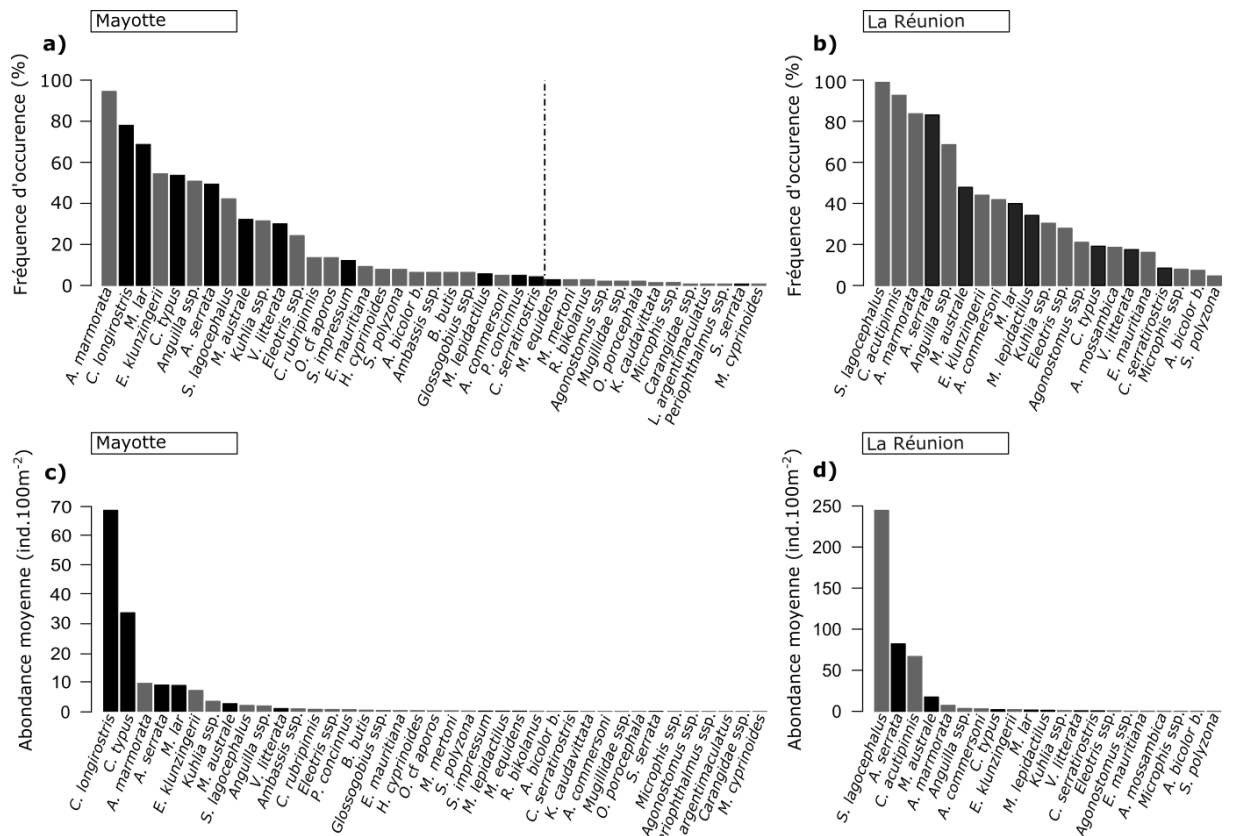 Mayotte
a)
Fréquence d'occurence (%)
100
80
60
40
20
0
A. marmorata
C. longirostris
M. lar
E. klunzingeri
C. typus
Anguilla ssp.
A. serrata
S. lagocephalus
M. australe
Kuhlia sp.
V. litterata
Eleotris ssp.
C. rubripinnis
O. cf aporos
S. impressum
E. mauritiana
H. cyprinoides
S. polyzona
A. bicolor b.
Ambassis ssp.
B. butis
Glossogobius ssp.
M. lepidactilus
A. commersoni
P. concinnus
C. serratirostris
M. equidens
M. mertoni
R. bikolanus
Agonostomus ssp.
Mugilidae ssp.
O. porocephala
K. caudavittata
Microphis ssp.
Carangidae ssp.
L. argentimaculatus
Periophthalmus ssp.
S. serrata
M. cyprinoides
La Réunion
b)
Fréquence d'occurence (%)
100
80
60
40
20
0
S. lagocephalus
C. acutipinnis
A. marmorata
A. serrata
Anguilla ssp.
M. australe
E. klunzingerii
A. commersoni
M. lar
M. lepidactilus
Kuhlia ssp.
Eleotris ssp.
Agonostomus ssp.
C. typus
A. mossambica
V. litterata
E. mauritiana
C. serratirostris
Microphis ssp.
A. bicolor b.
S. polyzona
Mayotte
c)
Abondance moyenne (ind.100m-2)
70
60
50
40
30
20
10
0
C. longirostris
C. typus
A. marmorata
A. serrata
M. lar
E. klunzingeri
Kuhlia ssp.
M. australe
S. lagocephalus
Anguilla ssp.
V. litterata
Ambassis ssp.
C. rubripinnis
Eleotris ssp.
P. concinnus
B. butis
Glossogobius ssp.
E. mauritiana
H. cyprinoides
O. cf aporos
M. mertoni
S. polyzona
S. impressum
M. lepidactilus
M. equidens
R. bikolanus
A. bicolor b.
C. serratirostris
K. caudavittata
A. commersoni
Mugilidae ssp.
O. porocephala
S. serrata
Microphis ssp.
Agonostomus ssp.
eriophthalmus ssp.
argentimaculatus
Carangidae ssp.
M. cyprinoides
La Réunion
d)
Abondance moyenne (ind.100m-2)
250
200
150
100
50
0
S. lagocephalus
A. serrata
C. acutipinnis
M. australe
A. marmorata
Anguilla ssp.
A. commersoni
C. typus
E. klunzingerii
M. lar
M. lepidactilus
Kuhlia ssp.
V. litterata
C. serratirostris
Eleotris ssp.
Agonostomus ssp.
E. mauritiana
A. mossambica
Microphis ssp.
A. bicolor b.
S. polyzona